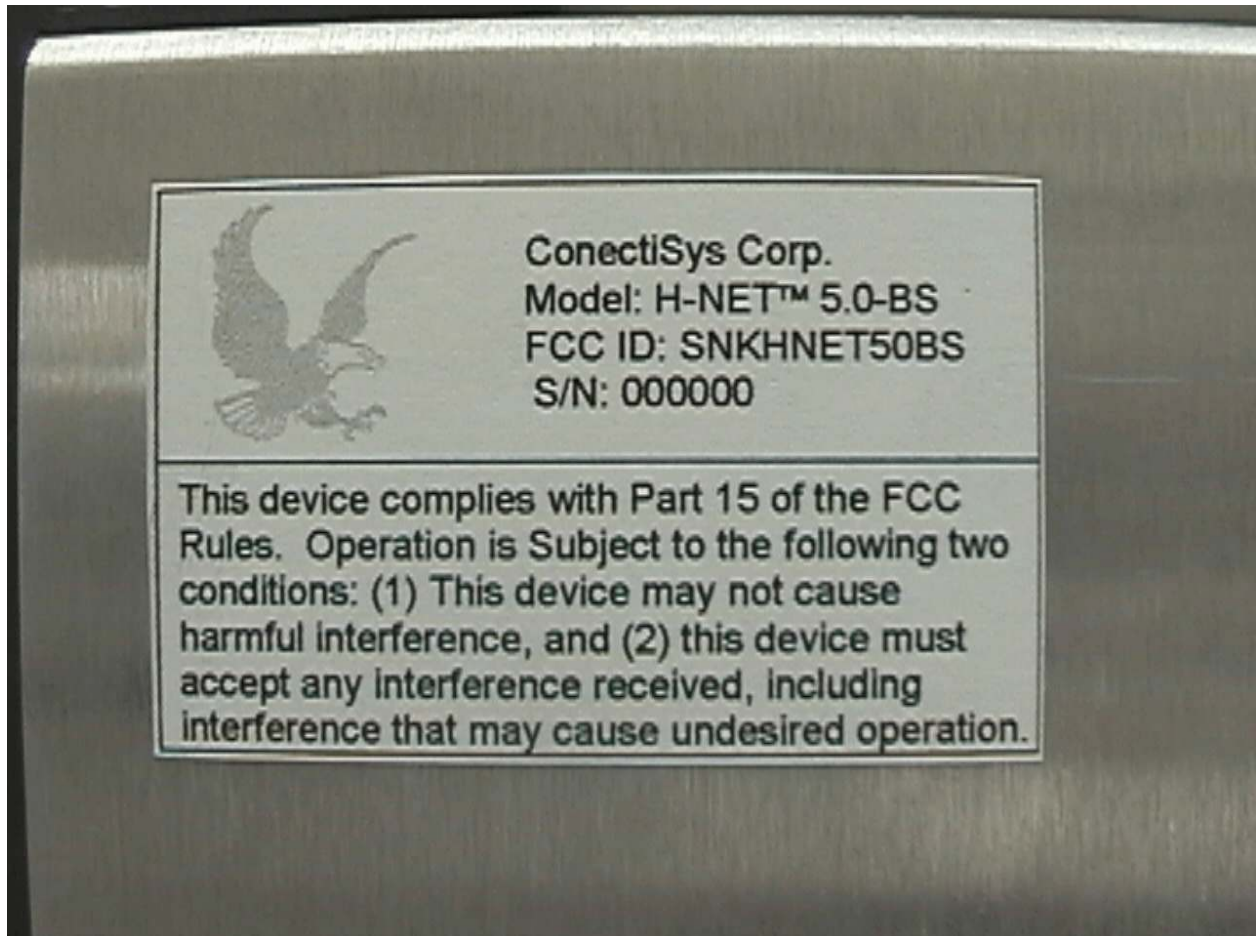 ConectiSys Corp.
Model: H-NET™ 5.0-BS
FCC ID: SNKHNET50BS
S/N: 000000
This device complies with Part 15 of the FCC
Rules.  Operation is Subject to the following two
conditions: (1) This device may not cause
harmful interference, and (2) this device must
accept any interference received, including
interference that may cause undesired operation.